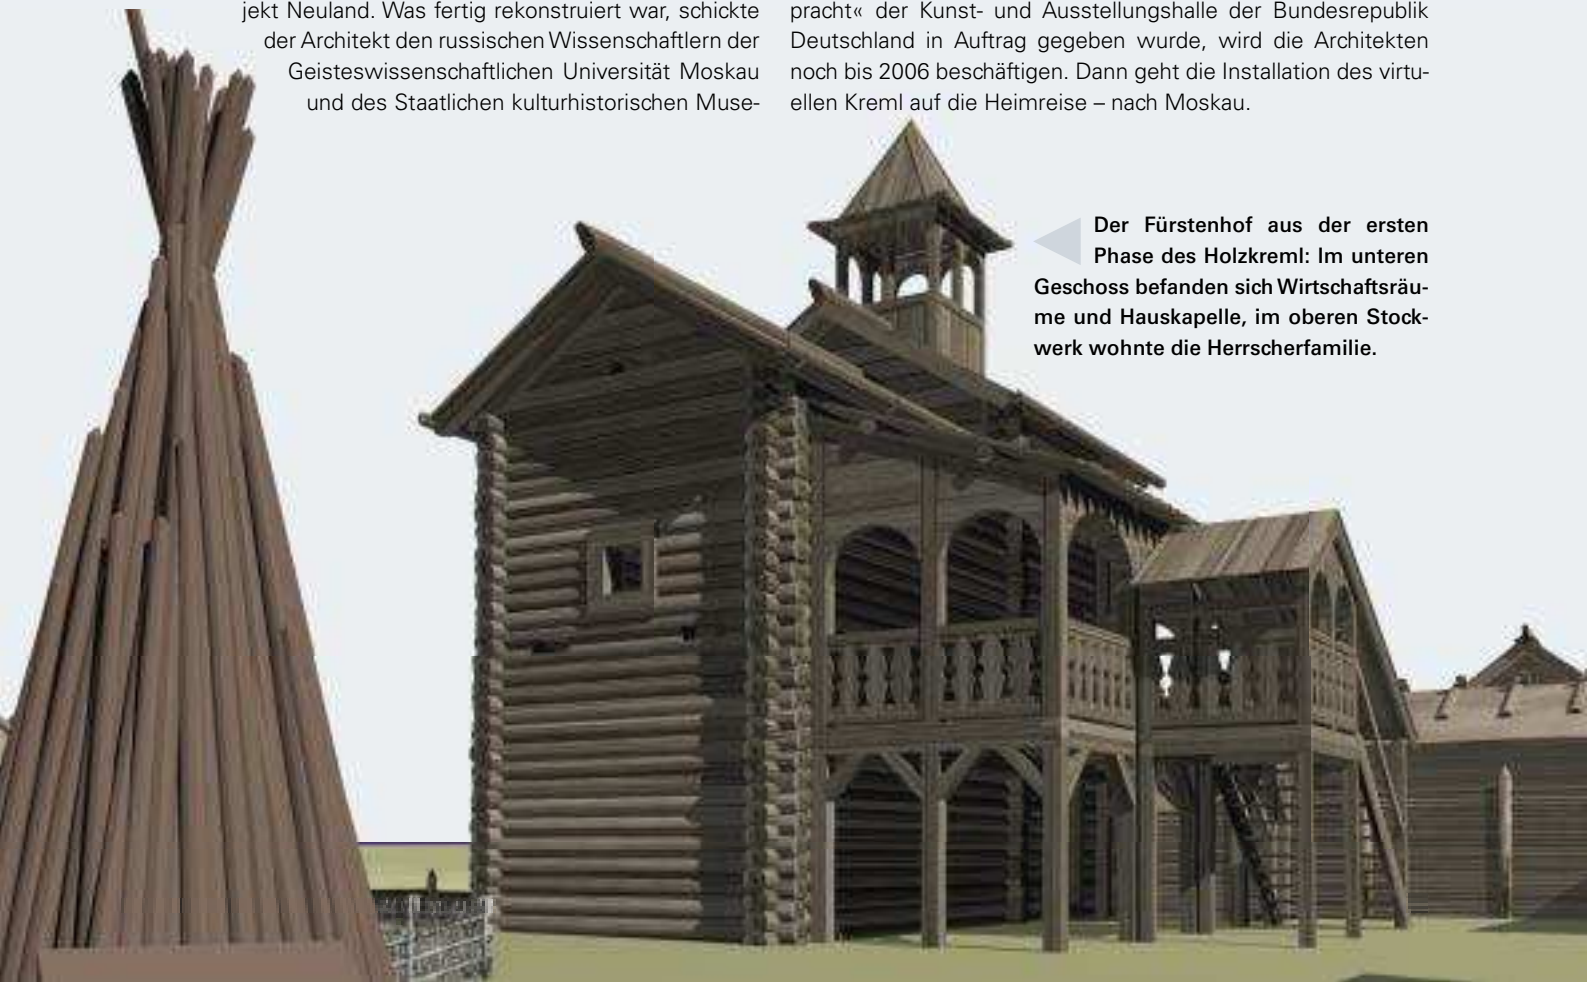 jekt Neuland. Was fertig rekonstruiert war, schickte
der Architekt den russischen Wissenschaftlern der
Geisteswissenschaftlichen Universität Moskau
und des Staatlichen kulturhistorischen Muse-
pracht« der Kunst- und Ausstellungshalle der Bundesrepublik
Deutschland in Auftrag gegeben wurde, wird die Architekten
noch bis 2006 beschäftigen. Dann geht die Installation des virtu-
ellen Kreml auf die Heimreise – nach Moskau.
Der Fürstenhof aus der ersten
Phase des Holzkreml: Im unteren
Geschoss befanden sich Wirtschaftsräu-
me und Hauskapelle, im oberen Stock-
werk wohnte die Herrscherfamilie.